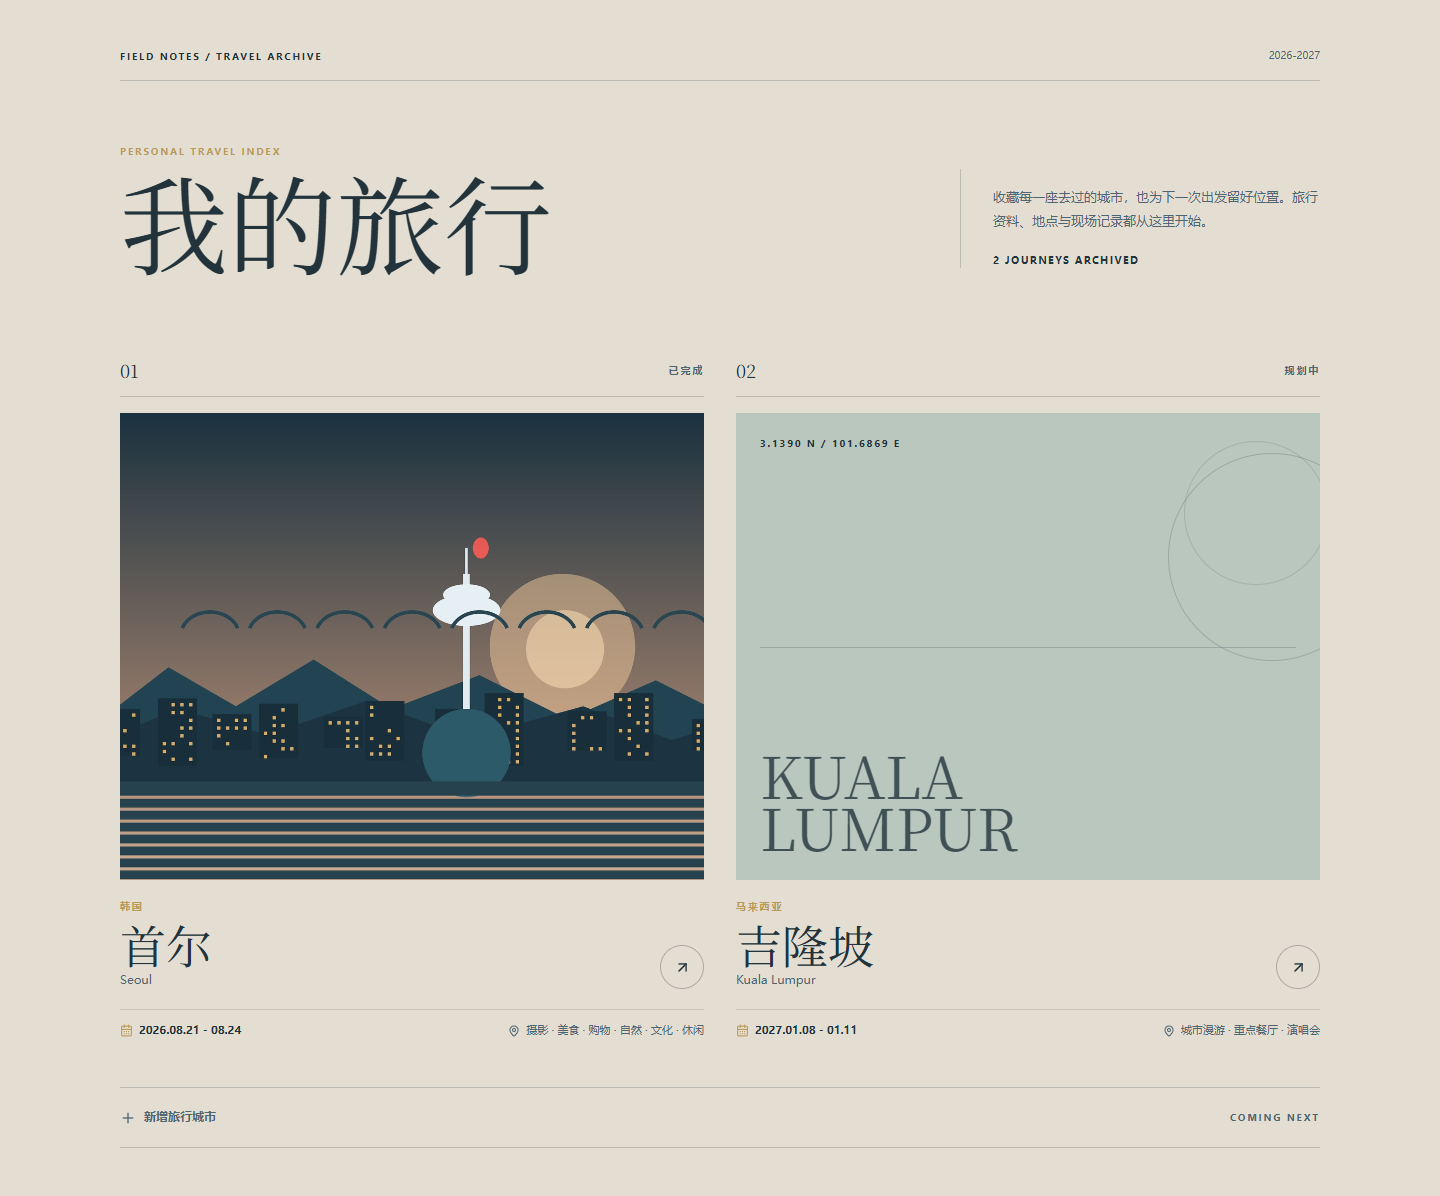 FIELD NOTES / TRAVEL ARCHIVE
2026-2027
PERSONAL TRAVEL INDEX
我的旅行
收藏每一座去过的城市，也为下一次出发留好位置。旅行
资料、地点与现场记录都从这里开始。
2 JOURNEYS ARCHIVED
01
已完成
韩国
首尔
Seoul
2026.08.21 - 08.24
摄影 · 美食 · 购物 · 自然 · 文化 · 休闲
02
规划中
3.1390 N / 101.6869 E
KUALA
LUMPUR
马来西亚
吉隆坡
Kuala Lumpur
2027.01.08 - 01.11
城市漫游 · 重点餐厅 · 演唱会
新增旅行城市
COMING NEXT